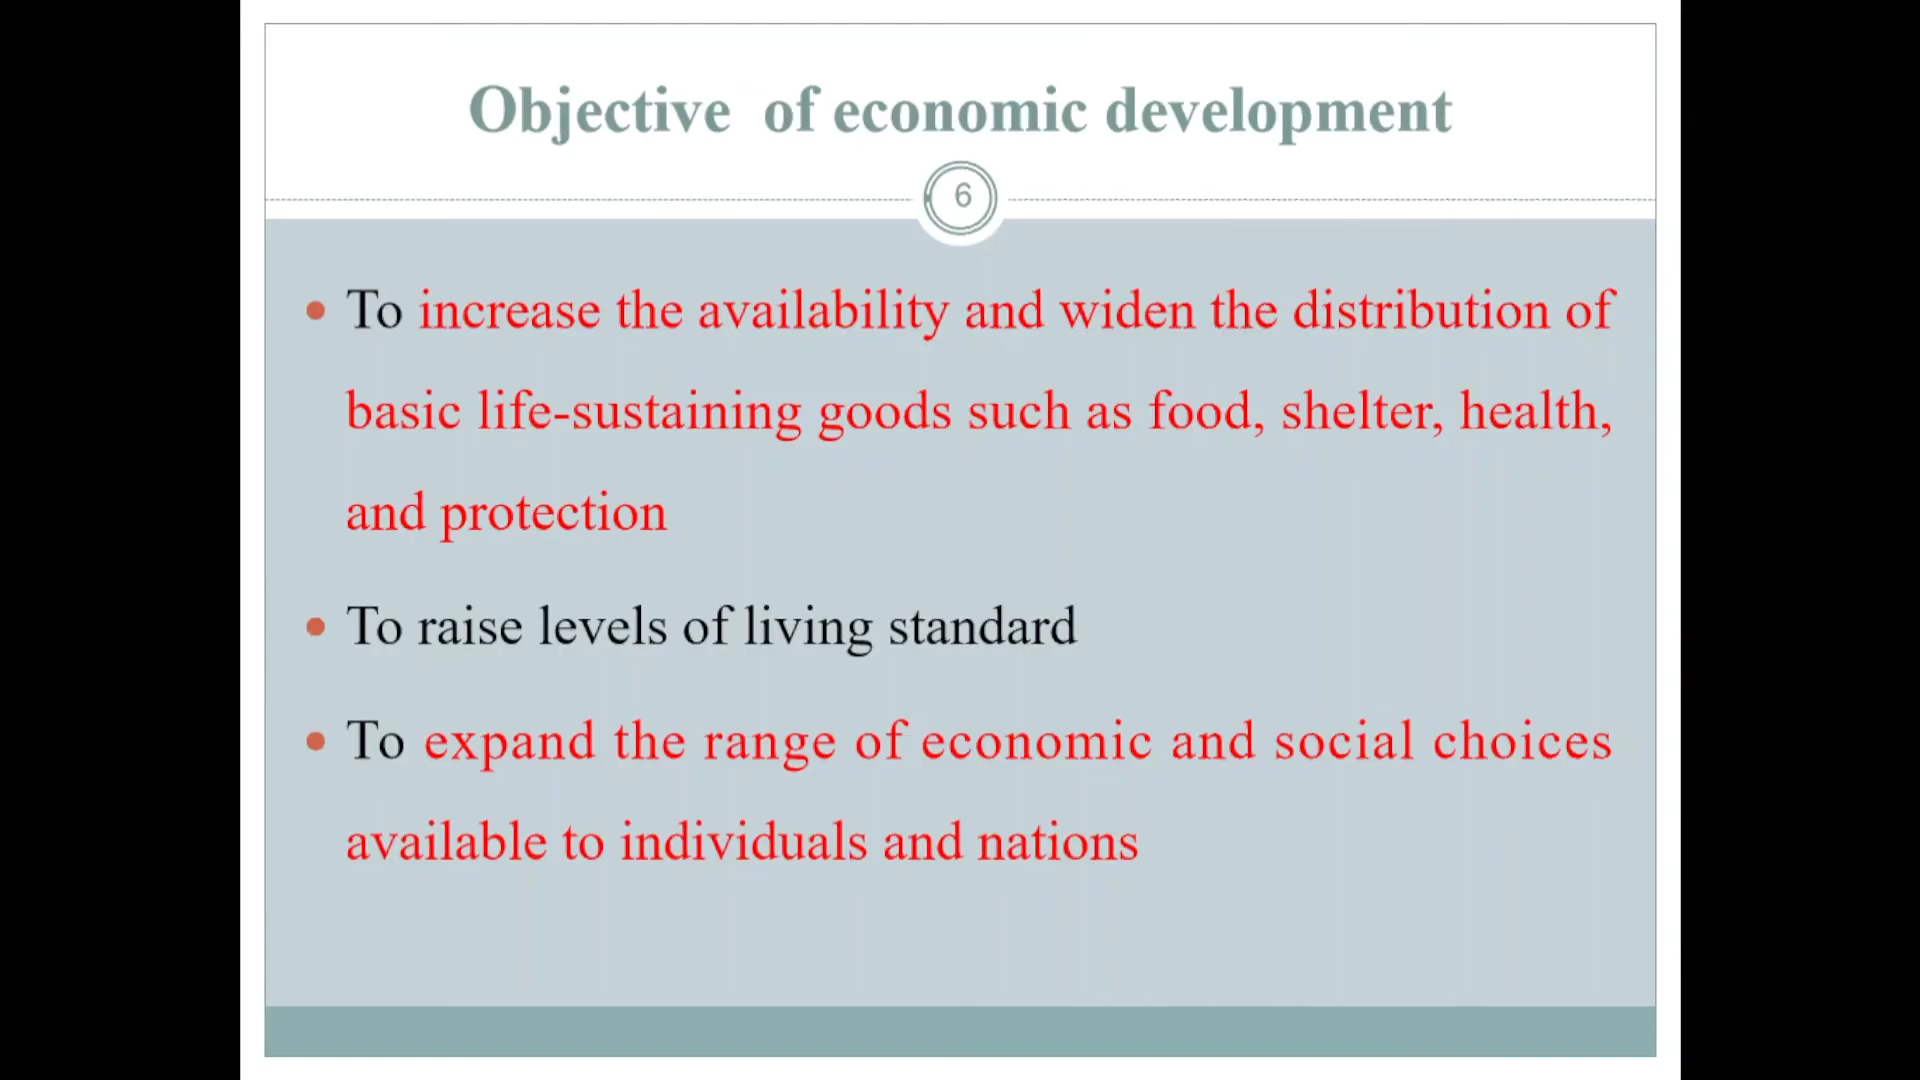 Objective of economic development
6
• To increase the availability and widen the distribution of
basic life-sustaining goods such as food, shelter, health,
and protection
• To raise levels of living standard
• To expand the range of economic and social choices
available to individuals and nations